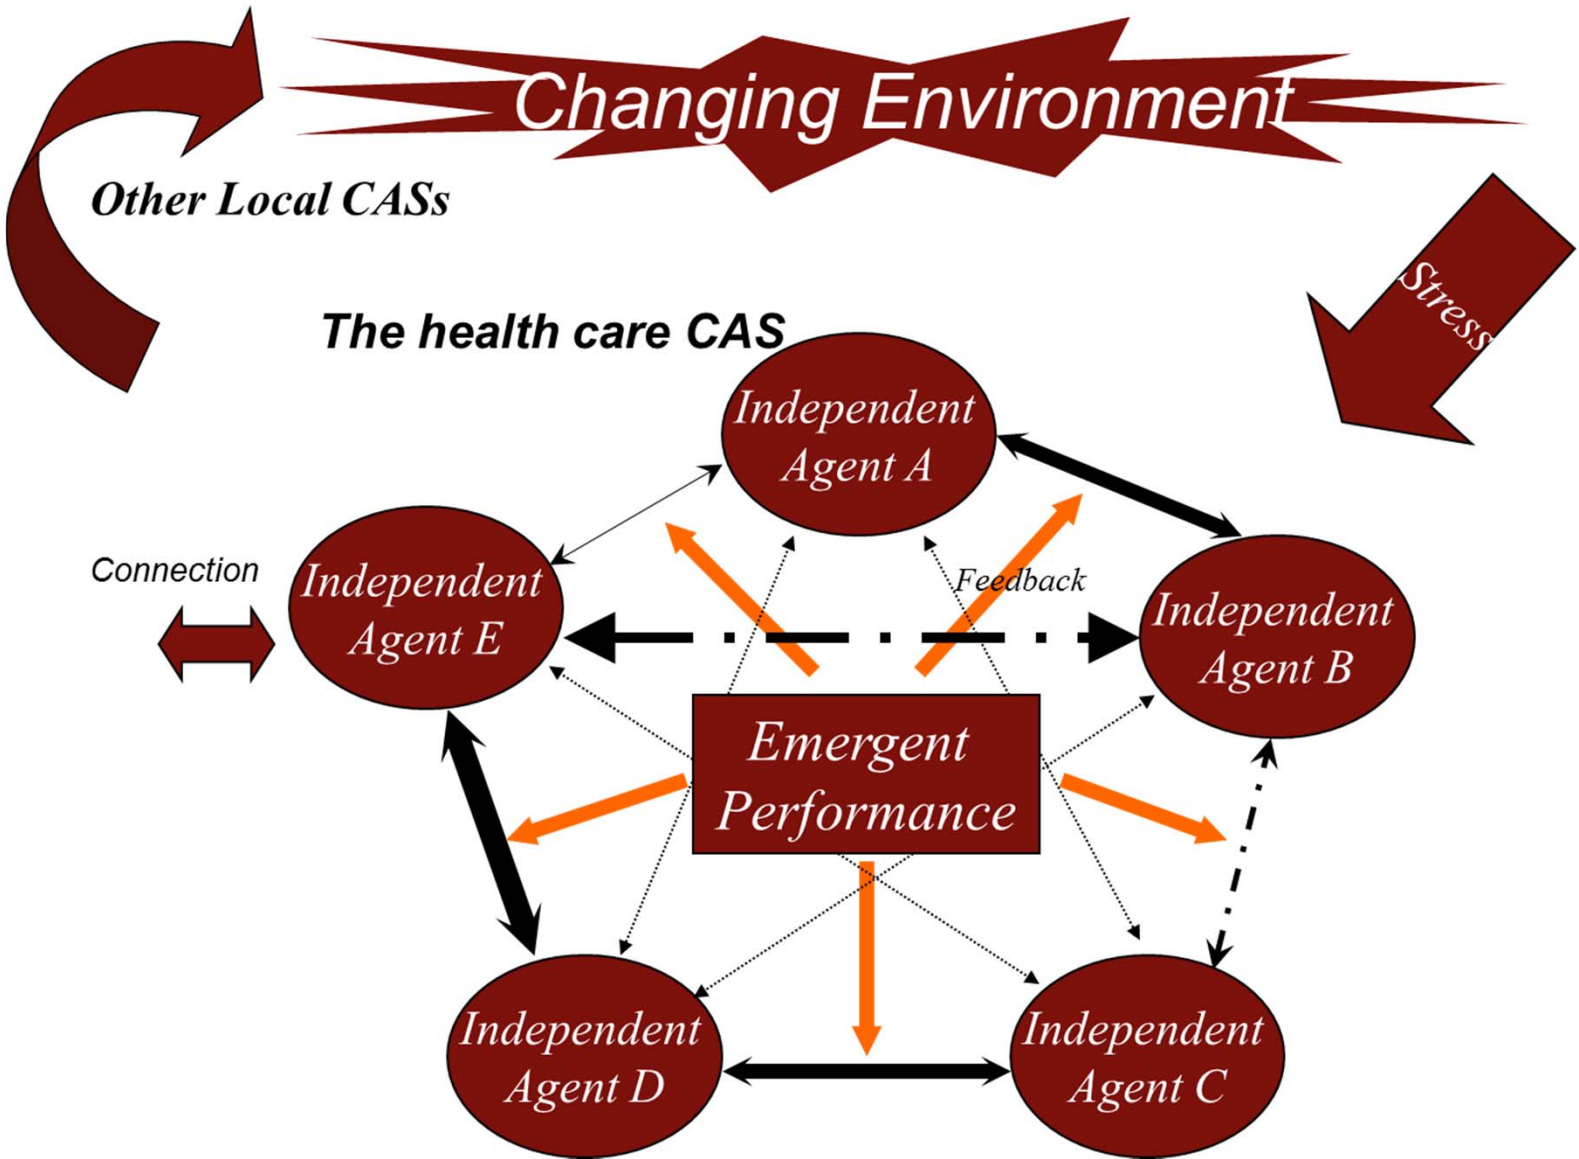 Changing Environment
Other Local CASs
Stress
The health care CAS
Independent
Agent A
Connection
Independent
Agent E
Feedback
Independent
Agent B
Emergent
Performance
Independent
Agent D
Independent
Agent C